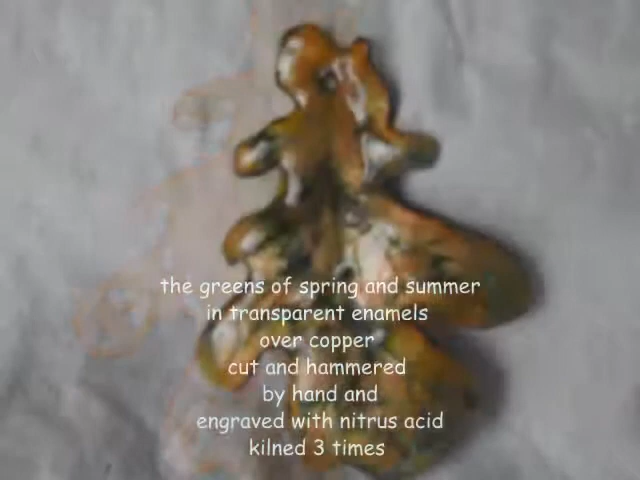 the greens of spring and summer
in transparent enamels
over copper
cut and hammered
by hand and
engraved with nitrus acid
kilned 3 times